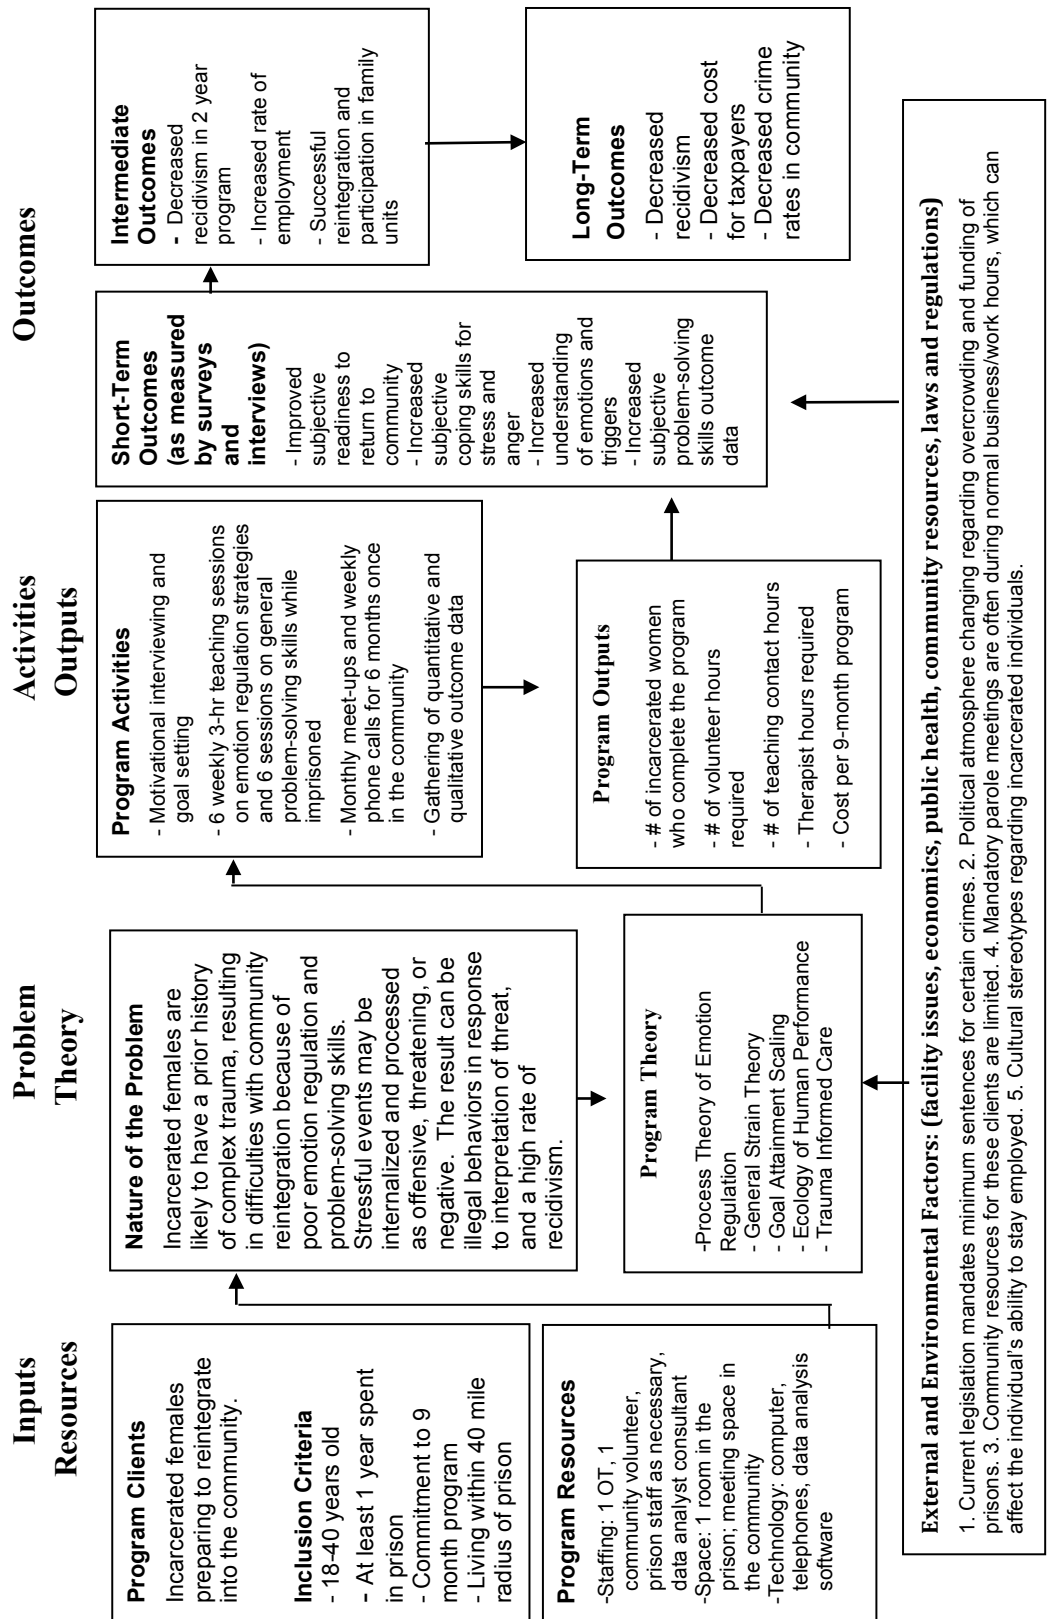 Inputs
Resources
Problem
Theory
Activities
Outputs
Outcomes
Program Clients
Incarcerated females
preparing to reintegrate
into the community.
Inclusion Criteria
- 18-40 years old
- At least 1 year spent
in prison
- Commitment to 9
month program
- Living within 40 mile
radius of prison
Program Resources
-Staffing: 1 OT, 1
community volunteer,
prison staff as necessary,
data analyst consultant
-Space: 1 room in the
prison; meeting space in
the community
-Technology: computer,
telephones, data analysis
software
Nature of the Problem
Incarcerated females are
likely to have a prior history
of complex trauma, resulting
in difficulties with community
reintegration because of
poor emotion regulation and
problem-solving skills.
Stressful events may be
internalized and processed
as offensive, threatening, or
negative. The result can be
illegal behaviors in response
to interpretation of threat,
and a high rate of
recidivism.
Program Theory
-Process Theory of Emotion
Regulation
- General Strain Theory
- Goal Attainment Scaling
- Ecology of Human Performance
- Trauma Informed Care
Program Activities
- Motivational interviewing and
goal setting
- 6 weekly 3-hr teaching sessions
on emotion regulation strategies
and 6 sessions on general
problem-solving skills while
imprisoned
- Monthly meet-ups and weekly
phone calls for 6 months once
in the community
- Gathering of quantitative and
qualitative outcome data
Program Outputs
- # of incarcerated women
who complete the program
- # of volunteer hours
required
- # of teaching contact hours
- Therapist hours required
- Cost per 9-month program
Short-Term
Outcomes
(as measured
by surveys
and
interviews)
- Improved
subjective
readiness to
return to
community
- Increased
subjective
coping skills for
stress and
anger
- Increased
understanding
of emotions and
triggers
- Increased
subjective
problem-solving
skills outcome
data
Intermediate
Outcomes
- Decreased
recidivism in 2 year
program
- Increased rate of
employment
- Successful
reintegration and
participation in family
units
Long-Term
Outcomes
- Decreased
recidivism
- Decreased cost
for taxpayers
- Decreased crime
rates in community
External and Environmental Factors: (facility issues, economics, public health, community resources, laws and regulations)
1. Current legislation mandates minimum sentences for certain crimes. 2. Political atmosphere changing regarding overcrowding and funding of
prisons. 3. Community resources for these clients are limited. 4. Mandatory parole meetings are often during normal business/work hours, which can
affect the individual's ability to stay employed. 5. Cultural stereotypes regarding incarcerated individuals.